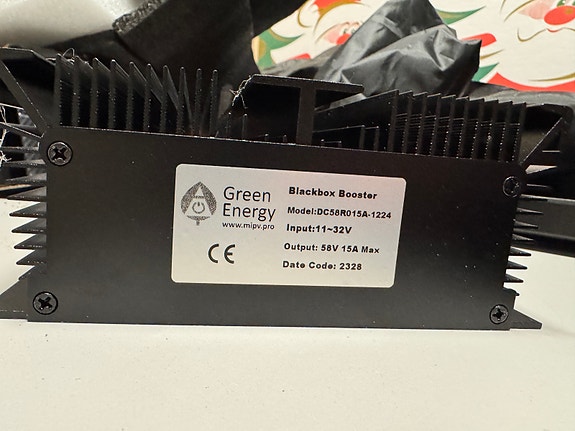 Green
Energy
www.mipv.pro
CE
Blackbox Booster
Model:DC58R015A-1224
Input:11~32V
Output: 58V 15A Max
Date Code: 2328